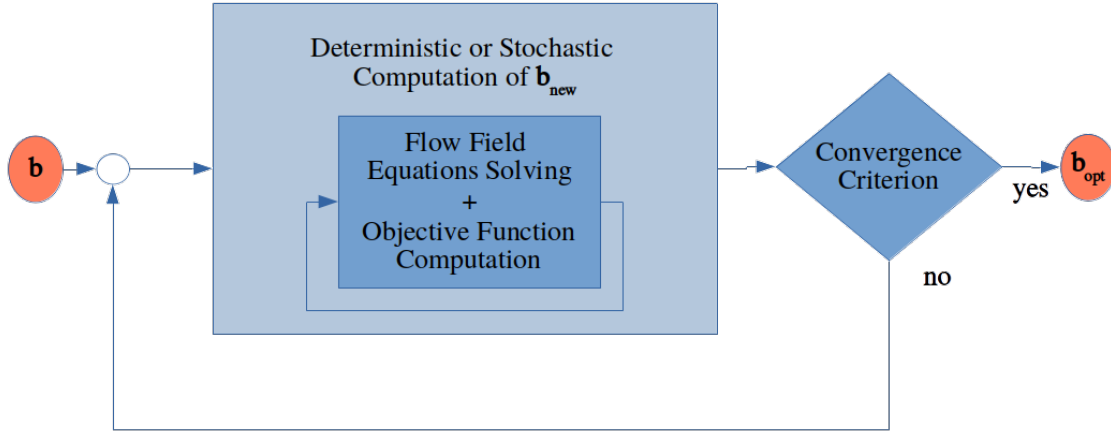 b
Deterministic or Stochastic
Computation of b_new
Flow Field
Equations Solving
+
Objective Function
Computation
Convergence
Criterion
yes
b_opt
no